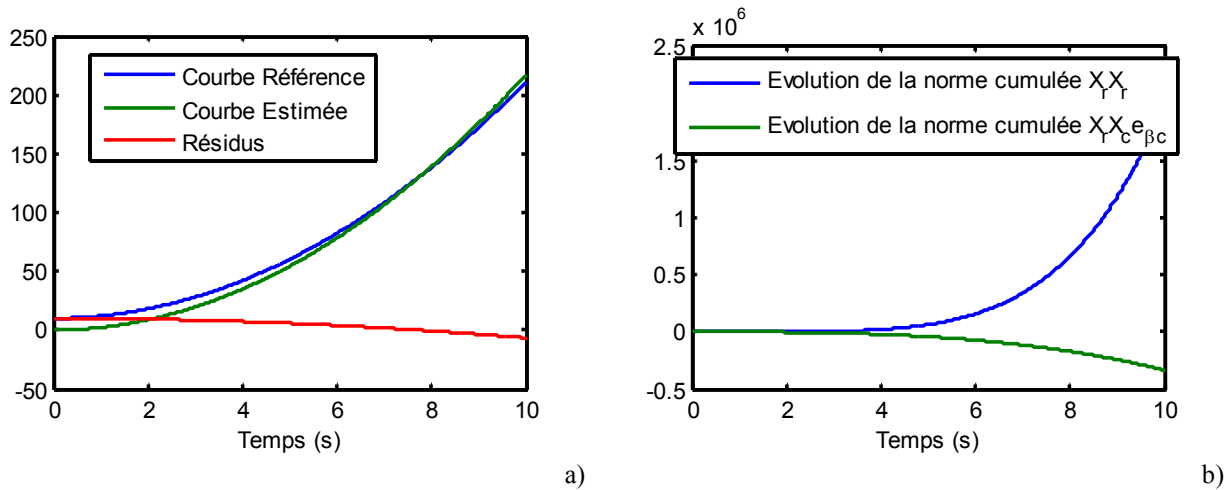 250
200
150
100
50
0
-50
Courbe Référence
Courbe Estimée
Résidus
0 2 4 6 8 10
Temps (s)
a)
x 10^6
2.5
1.5
1
0.5
0
-0.5
Evolution de la norme cumulée X_rX_r
Evolution de la norme cumulée X_rX_ce_βc
0 2 4 6 8 10
Temps (s)
b)